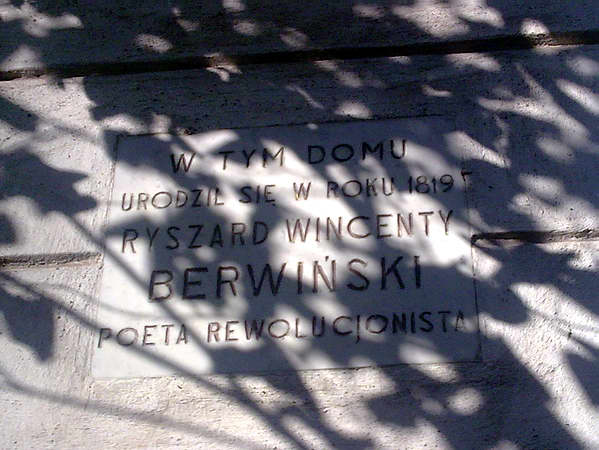 W TYM DOMU
URODZIŁ SIĘ W ROKU 1819
RYSZARD WINCENTY
BERWIŃSKI
POETA REWOLUCJONISTA